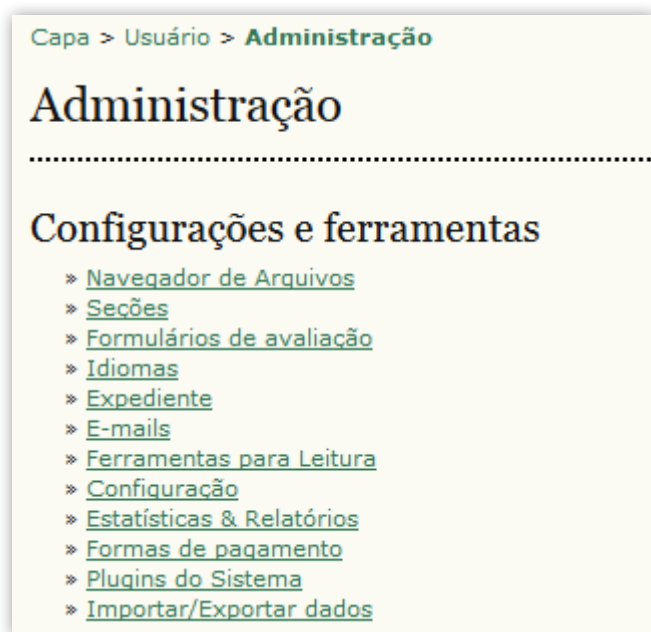 Capa > Usuário > Administração
Administração
Configurações e ferramentas
» Navegador de Arquivos
» Seções
» Formulários de avaliação
» Idiomas
» Expediente
» E-mails
» Ferramentas para Leitura
» Configuração
» Estatísticas & Relatórios
» Formas de pagamento
» Plugins do Sistema
» Importar/Exportar dados